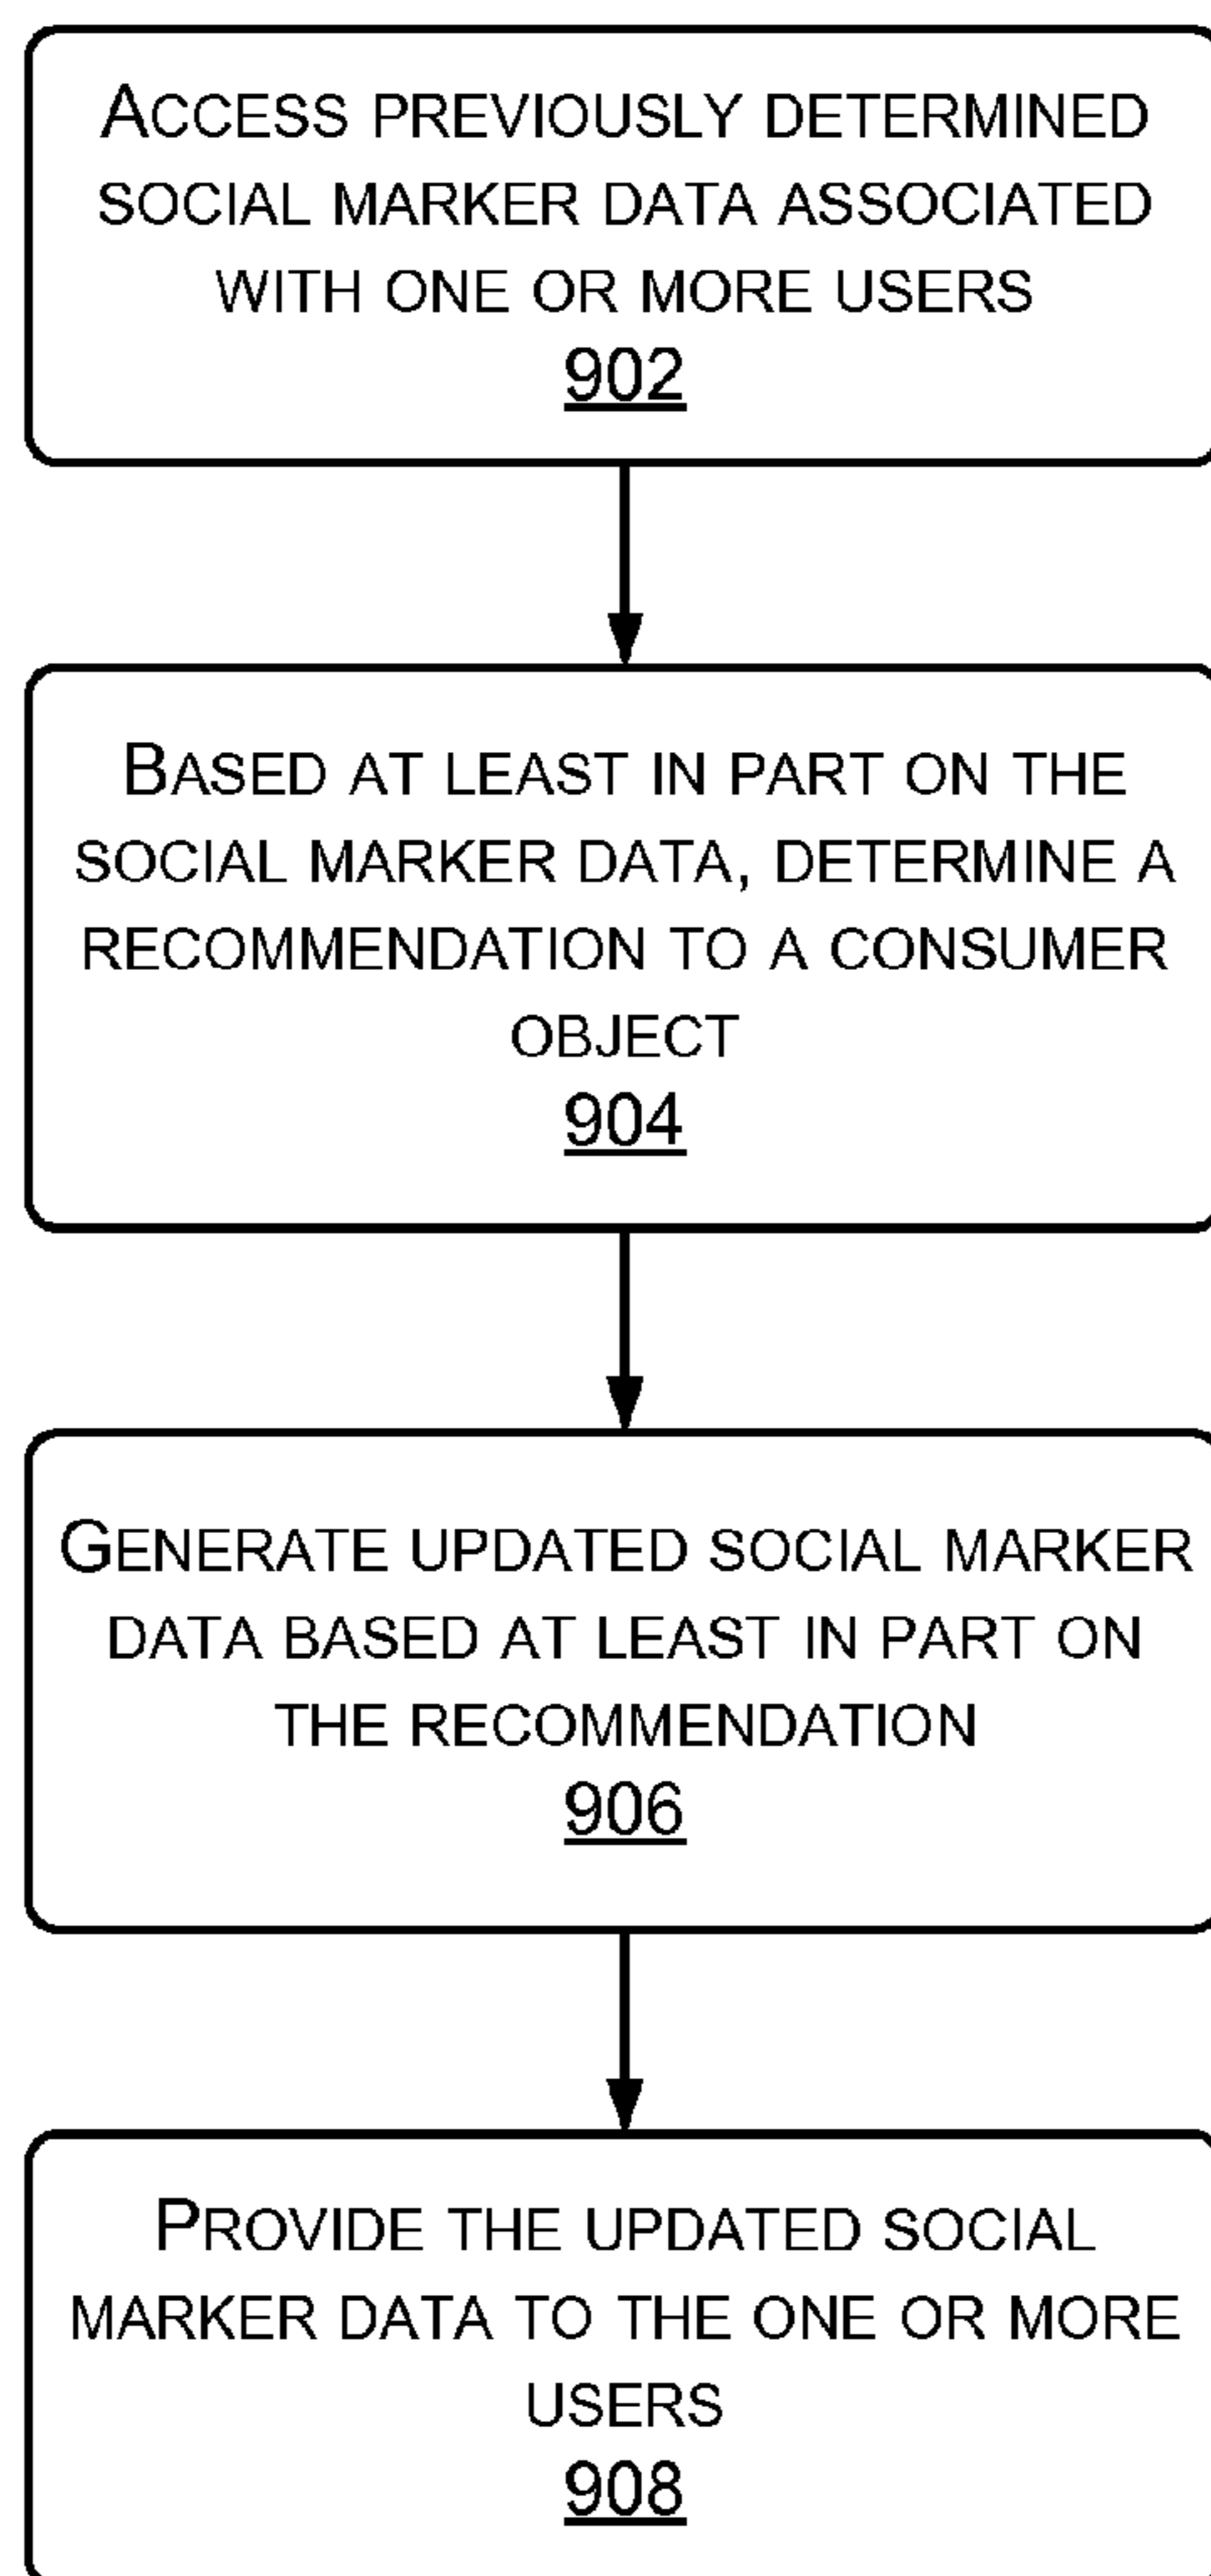 ACCESS PREVIOUSLY DETERMINED
SOCIAL MARKER DATA ASSOCIATED
WITH ONE OR MORE USERS
902
BASED AT LEAST IN PART ON THE
SOCIAL MARKER DATA, DETERMINE A
RECOMMENDATION TO A CONSUMER
OBJECT
904
GENERATE UPDATED SOCIAL MARKER
DATA BASED AT LEAST IN PART ON
THE RECOMMENDATION
906
PROVIDE THE UPDATED SOCIAL
MARKER DATA TO THE ONE OR MORE
USERS
908